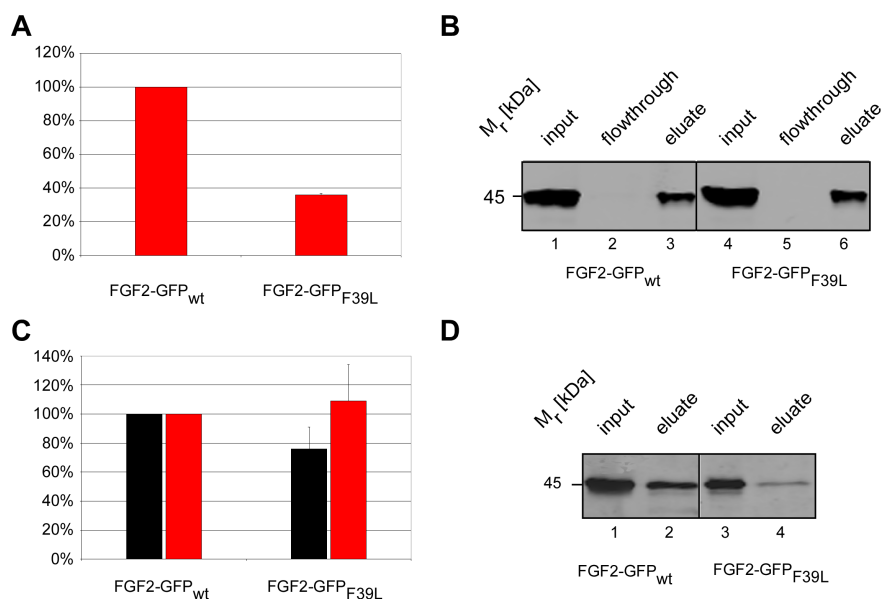 A
120%
100%
80%
60%
40%
20%
0%
FGF2-GFPwt
FGF2-GFPF39L
B
Mr [kDa]
input
flowthrough
eluate
input
flowthrough
eluate
45
1 2 3 4 5 6
FGF2-GFPwt
FGF2-GFPF39L
C
140%
120%
100%
80%
60%
40%
20%
0%
FGF2-GFPwt
FGF2-GFPF39L
D
Mr [kDa]
input
eluate
input
eluate
45
1 2 3 4
FGF2-GFPwt
FGF2-GFPF39L